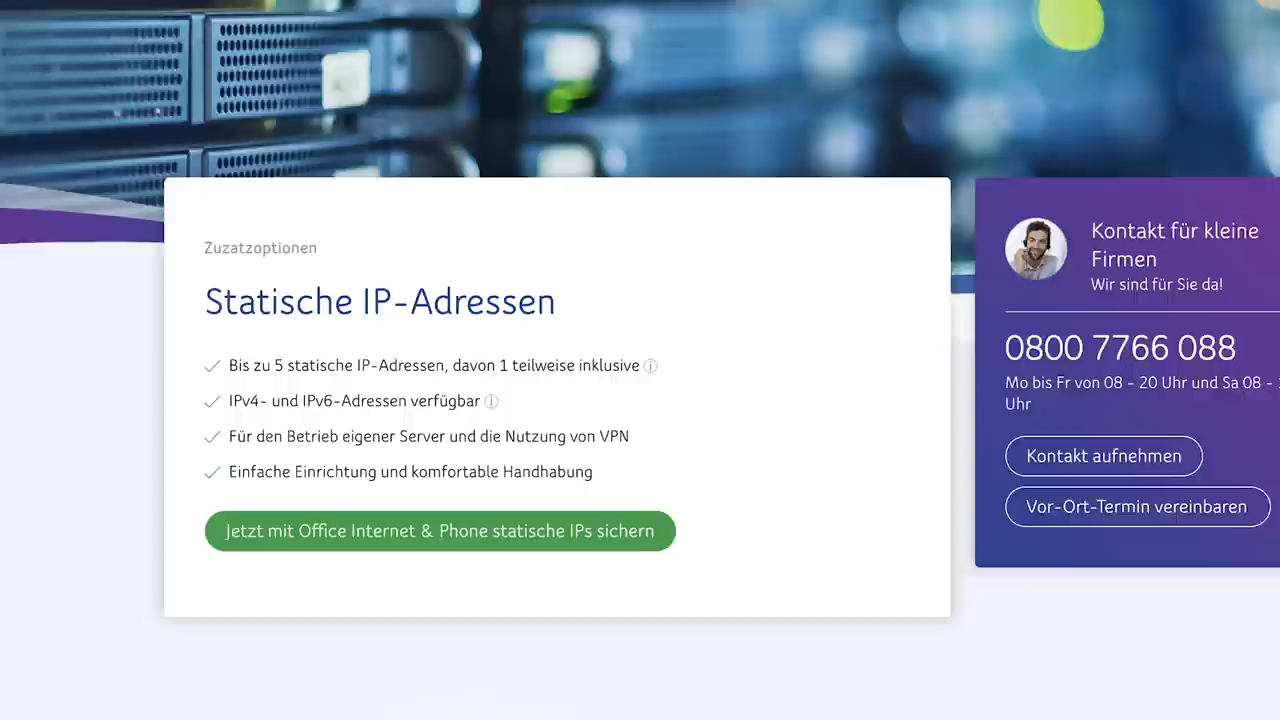 Zuzatzoptionen
Statische IP-Adressen
Bis zu 5 statische IP-Adressen, davon 1 teilweise inklusive
IPv4- und IPv6-Adressen verfügbar
Für den Betrieb eigener Server und die Nutzung von VPN
Einfache Einrichtung und komfortable Handhabung
Jetzt mit Office Internet & Phone statische IPs sichern
Kontakt für kleine
Firmen
Wir sind für Sie da!
0800 7766 088
Mo bis Fr von 08 - 20 Uhr und Sa 08 -
Uhr
Kontakt aufnehmen
Vor-Ort-Termin vereinbaren